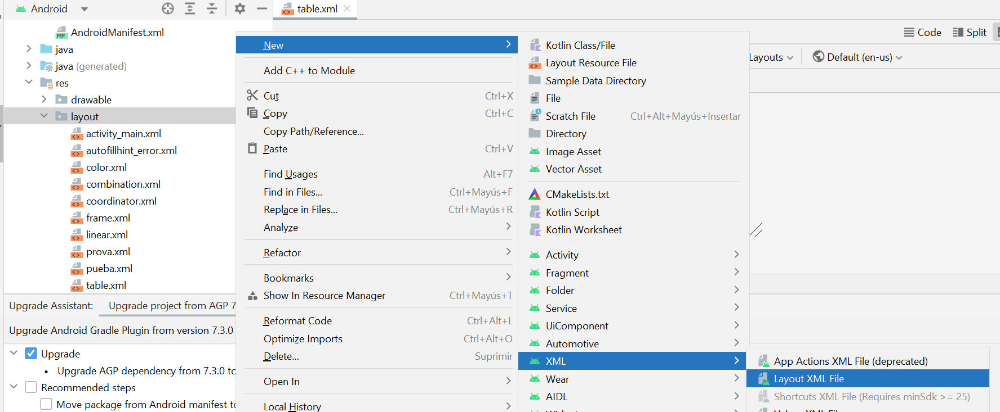 Android
table.xml
MF AndroidManifest.xml
java
java (generated)
res
drawable
layout
activity_main.xml
autofillhint_error.xml
color.xml
combination.xml
coordinator.xml
frame.xml
linear.xml
prova.xml
pueba.xml
table.xml
Upgrade Assistant: Upgrade project from AGP 7
Upgrade Android Gradle Plugin from version 7.3.0
Upgrade
• Upgrade AGP dependency from 7.3.0 to
Recommended steps
Move package from Android manifest to
New
Add C++ to Module
Cut Ctrl+X
Copy Ctrl+C
Copy Path/Reference...
Paste Ctrl+V
Find Usages Alt+F7
Find in Files... Ctrl+Mayús+F
Replace in Files... Ctrl+Mayús+R
Analyze
Refactor
Bookmarks
Show In Resource Manager Ctrl+Mayús+T
Reformat Code Ctrl+Alt+L
Optimize Imports Ctrl+Alt+O
Delete... Suprimir
Open In
Local History
Kotlin Class/File
Layout Resource File
Sample Data Directory
File
Scratch File Ctrl+Alt+Mayús+Insertar
Directory
Image Asset
Vector Asset
CMakeLists.txt
Kotlin Script
Kotlin Worksheet
Activity
Fragment
Folder
Service
UiComponent
Automotive
XML
Wear
AIDL
Code Split
Layouts Default (en-us)
App Actions XML File (deprecated)
Layout XML File
Shortcuts XML File (Requires minSdk >= 25)